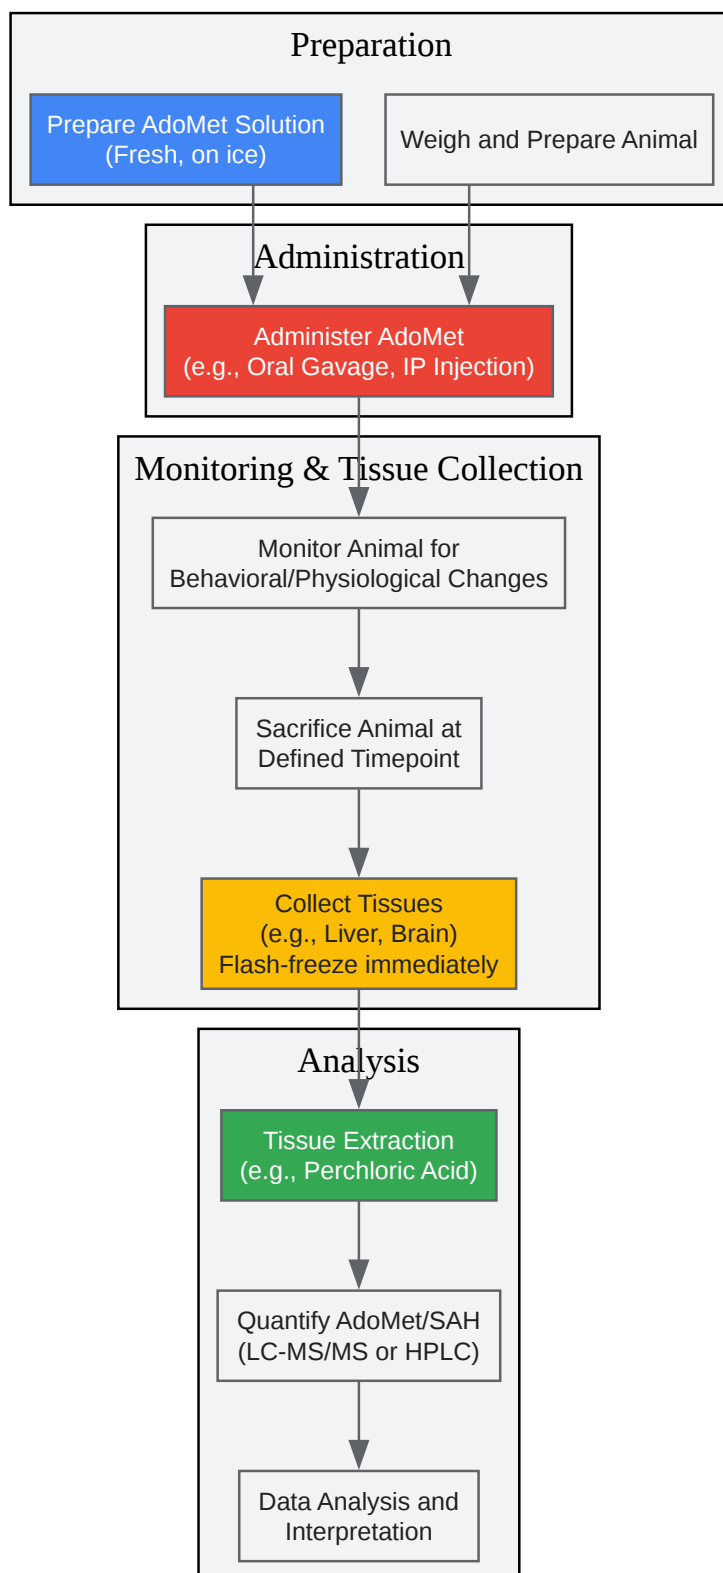 Preparation
Prepare AdoMet Solution
(Fresh, on ice)
Weigh and Prepare Animal
Administration
Administer AdoMet
(e.g., Oral Gavage, IP Injection)
Monitoring & Tissue Collection
Monitor Animal for
Behavioral/Physiological Changes
Sacrifice Animal at
Defined Timepoint
Collect Tissues
(e.g., Liver, Brain)
Flash-freeze immediately
Analysis
Tissue Extraction
(e.g., Perchloric Acid)
Quantify AdoMet/SAH
(LC-MS/MS or HPLC)
Data Analysis and
Interpretation